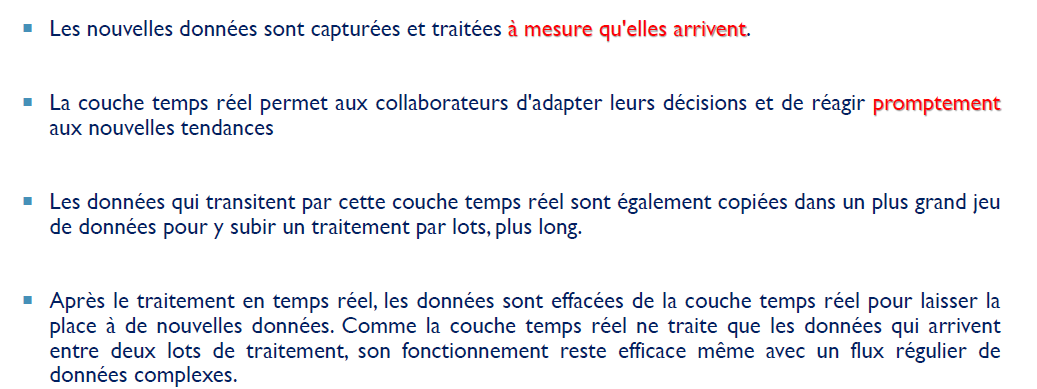 Les nouvelles données sont capturées et traitées à mesure qu'elles arrivent.
La couche temps réel permet aux collaborateurs d'adapter leurs décisions et de réagir promptement
aux nouvelles tendances
Les données qui transitent par cette couche temps réel sont également copiées dans un plus grand jeu
de données pour y subir un traitement par lots, plus long.
Après le traitement en temps réel, les données sont effacées de la couche temps réel pour laisser la
place à de nouvelles données. Comme la couche temps réel ne traite que les données qui arrivent
entre deux lots de traitement, son fonctionnement reste efficace même avec un flux régulier de
données complexes.